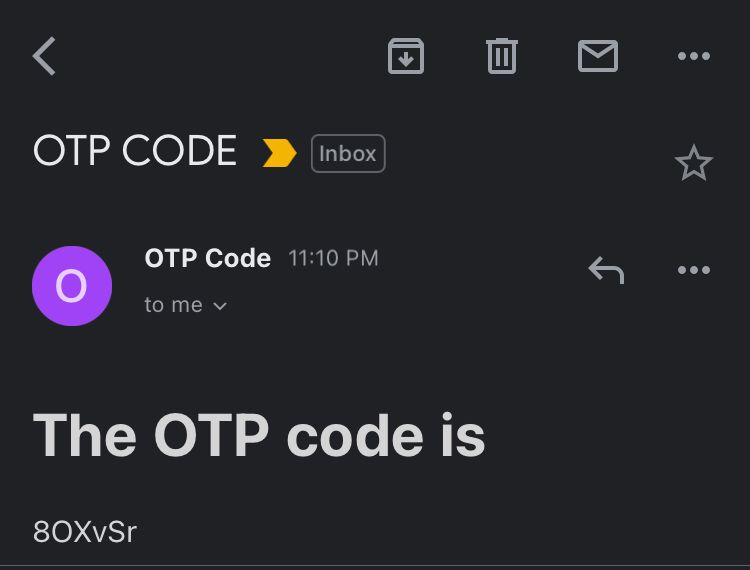 OTP CODE Inbox
OTP Code 11:10 PM
O
to me
The OTP code is
8OXvSr